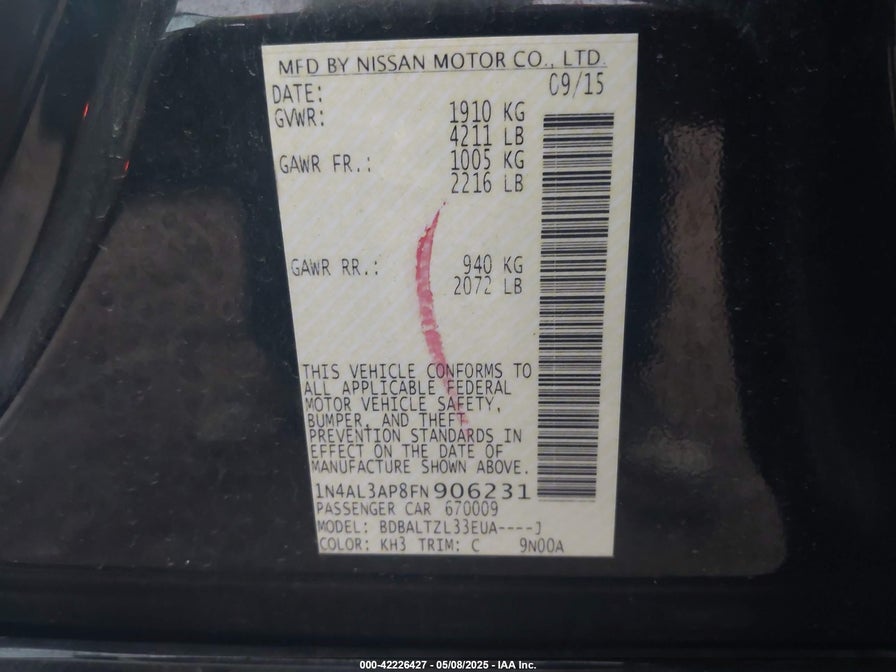 MFD BY NISSAN MOTOR CO., LTD.
DATE: 09/15
GVWR: 1910 KG
4211 LB
GAWR FR.: 1005 KG
2216 LB
GAWR RR.: 940 KG
2072 LB
THIS VEHICLE CONFORMS TO
ALL APPLICABLE FEDERAL
MOTOR VEHICLE SAFETY,
BUMPER, AND THEFT
PREVENTION STANDARDS IN
EFFECT ON THE DATE OF
MANUFACTURE SHOWN ABOVE.
1N4AL3AP8FN906231
PASSENGER CAR 670009
MODEL: BDBALTZL33EUA----J
COLOR: KH3 TRIM: C 9N00A
000-42226427 - 05/08/2025 - IAA Inc.